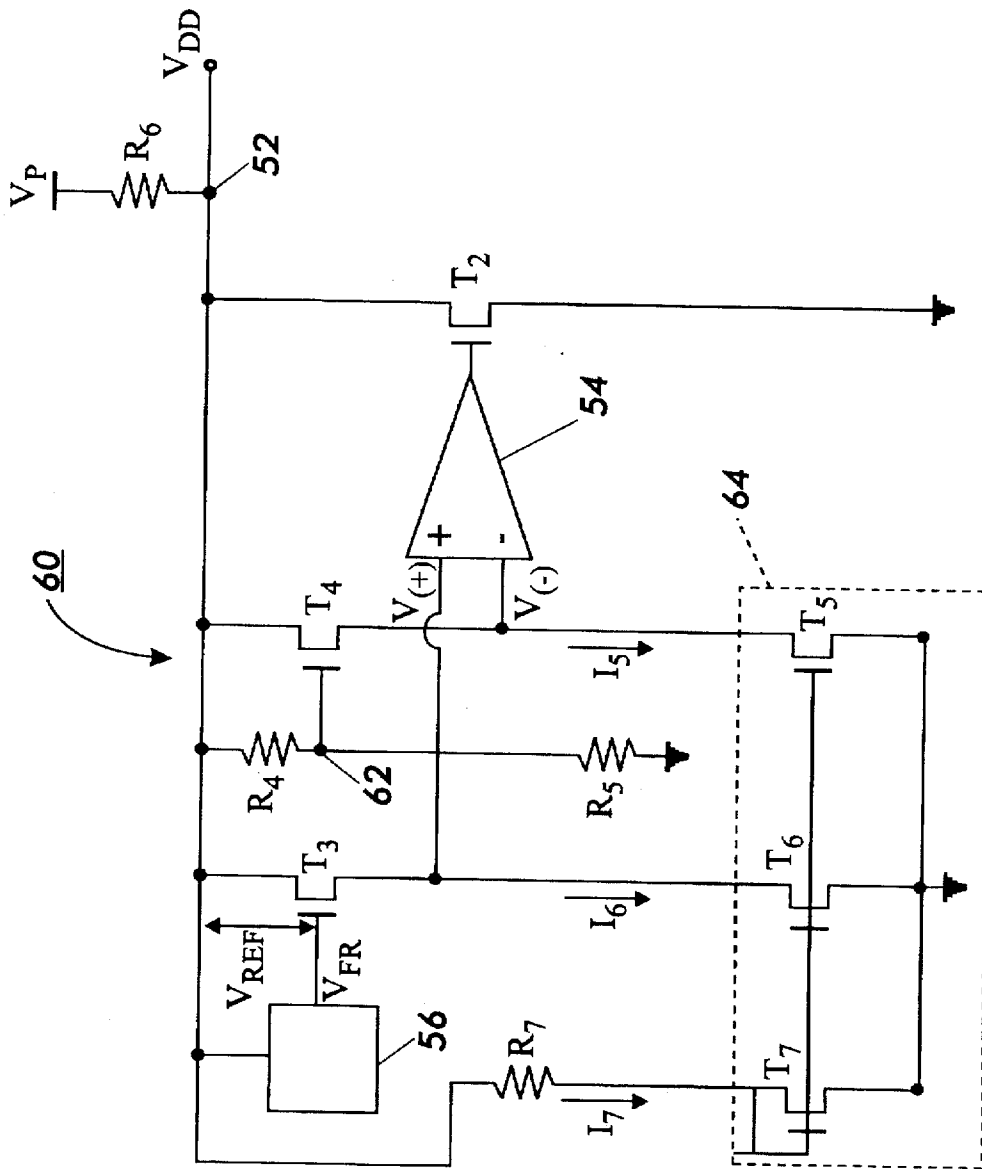 60
V_P
R_6
V_DD
52
V_REF
V_FR
56
T_3
R_4
62
T_4
V_(+)
V_(-)
+
-
54
T_2
R_7
R_5
I_7
I_6
I_5
64
T_7
T_6
T_5